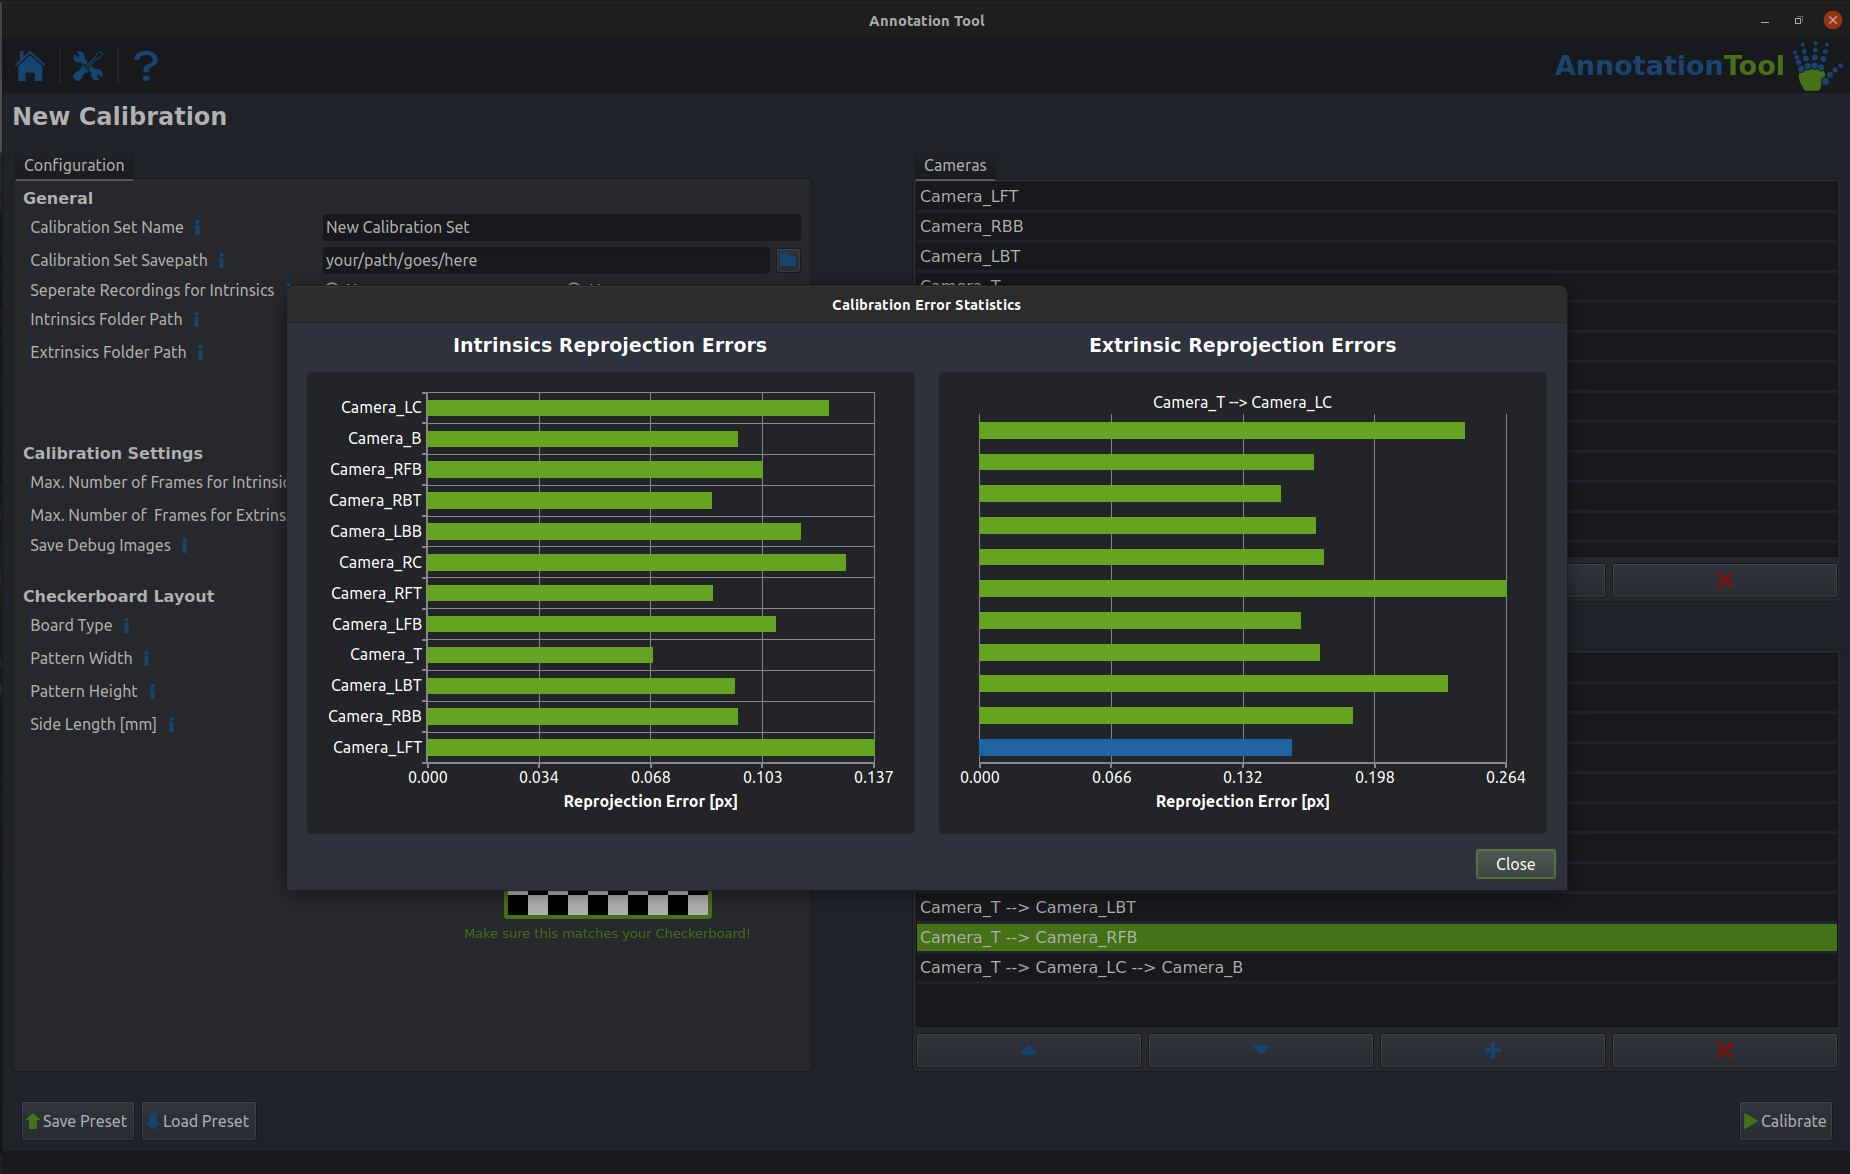 Annotation Tool
AnnotationTool
New Calibration
Configuration
General
Calibration Set Name
New Calibration Set
Calibration Set Savepath
your/path/goes/here
Seperate Recordings for Intrinsics
Intrinsics Folder Path
Extrinsics Folder Path
Calibration Settings
Max. Number of Frames for Intrinsic
Max. Number of Frames for Extrins
Save Debug Images
Checkerboard Layout
Board Type
Pattern Width
Pattern Height
Side Length [mm]
Make sure this matches your Checkerboard!
Cameras
Camera_LFT
Camera_RBB
Camera_LBT
Camera_T
Calibration Error Statistics
Intrinsics Reprojection Errors
Camera_LC
Camera_B
Camera_RFB
Camera_RBT
Camera_LBB
Camera_RC
Camera_RFT
Camera_LFB
Camera_T
Camera_LBT
Camera_RBB
Camera_LFT
0.000 0.034 0.068 0.103 0.137
Reprojection Error [px]
Extrinsic Reprojection Errors
Camera_T --> Camera_LC
0.000 0.066 0.132 0.198 0.264
Reprojection Error [px]
Close
Camera_T --> Camera_LBT
Camera_T --> Camera_RFB
Camera_T --> Camera_LC --> Camera_B
Save Preset
Load Preset
Calibrate